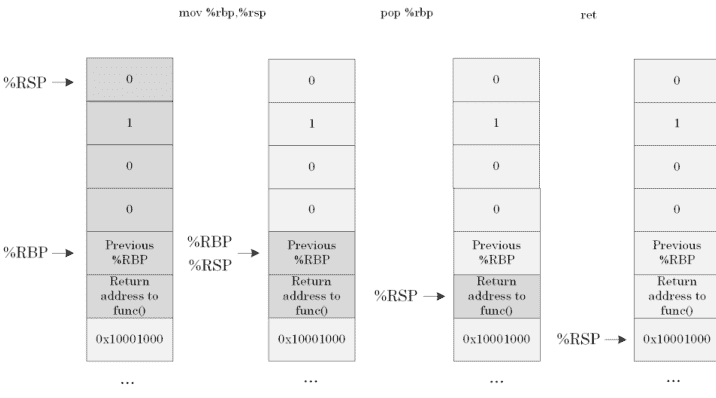 mov %rbp,%rsp
pop %rbp
ret
%RSP
0
0
0
0
1
1
1
1
0
0
0
0
0
0
0
0
%RBP
Previous
%RBP
%RBP
%RSP
Previous
%RBP
Previous
%RBP
Previous
%RBP
Return
address to
func()
Return
address to
func()
%RSP
Return
address to
func()
Return
address to
func()
0x10001000
0x10001000
0x10001000
%RSP
0x10001000
...
...
...
...